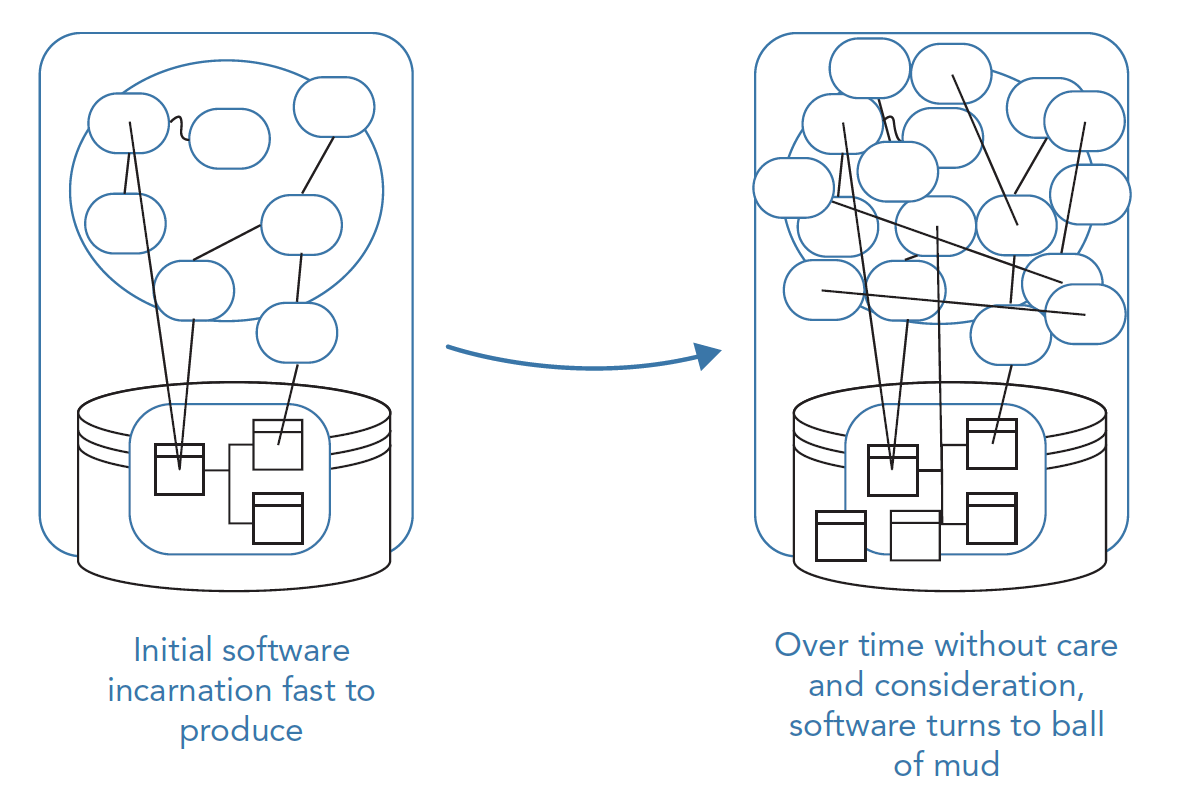 Initial software
incarnation fast to
produce
Over time without care
and consideration,
software turns to ball
of mud